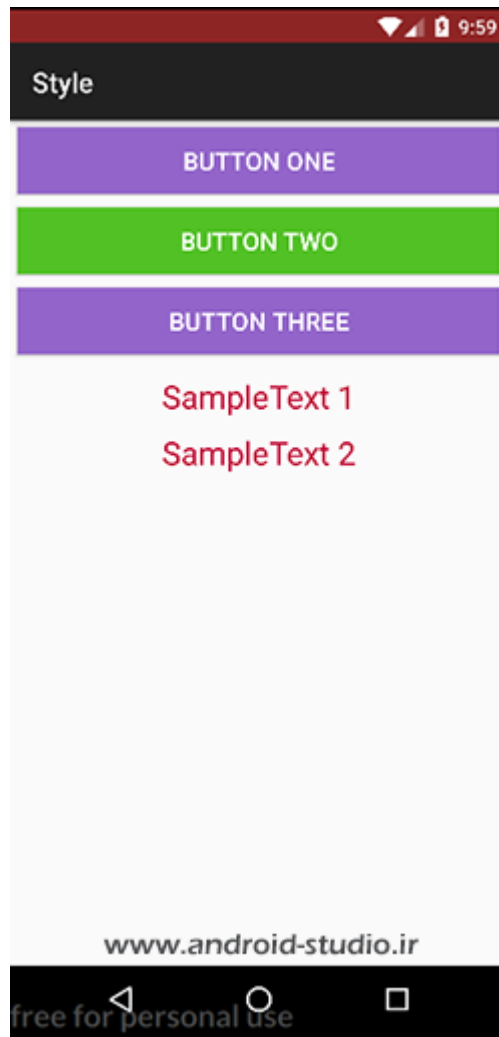 9:59
Style
BUTTON ONE
BUTTON TWO
BUTTON THREE
SampleText 1
SampleText 2
www.android-studio.ir
free for personal use